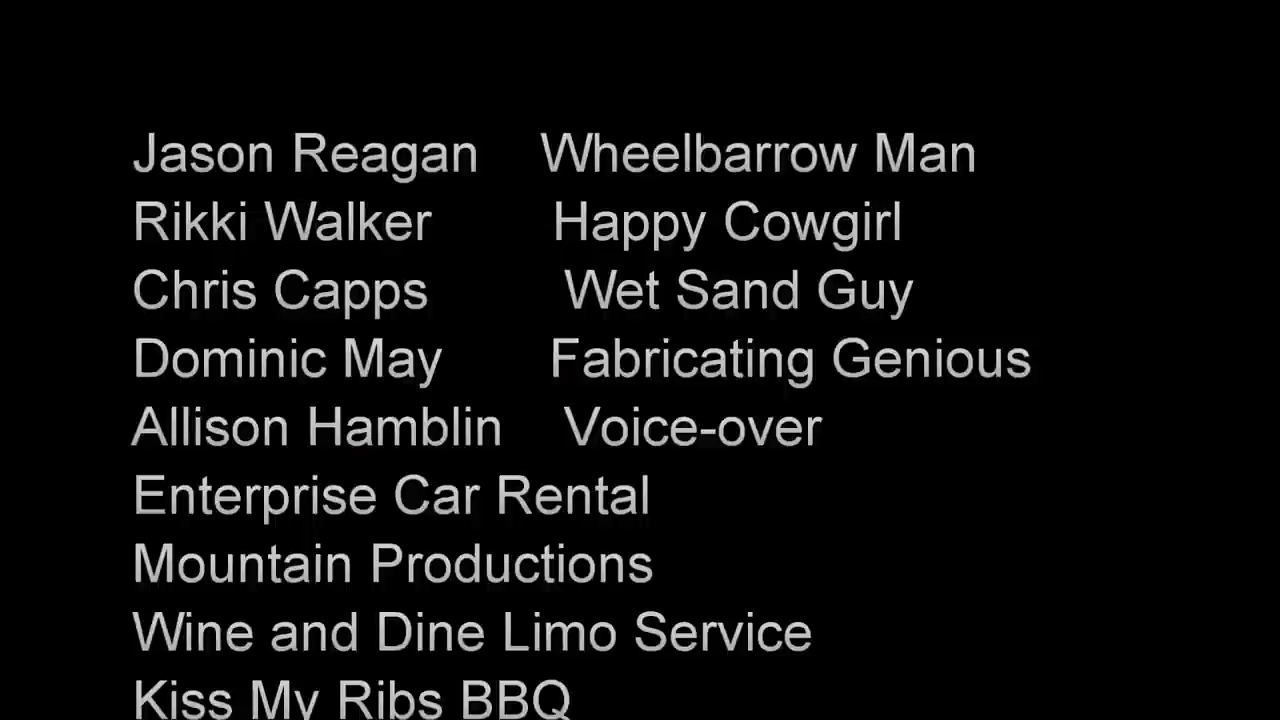 Jason Reagan Wheelbarrow Man
Rikki Walker Happy Cowgirl
Chris Capps Wet Sand Guy
Dominic May Fabricating Genious
Allison Hamblin Voice-over
Enterprise Car Rental
Mountain Productions
Wine and Dine Limo Service
Kiss My Ribs BBQ